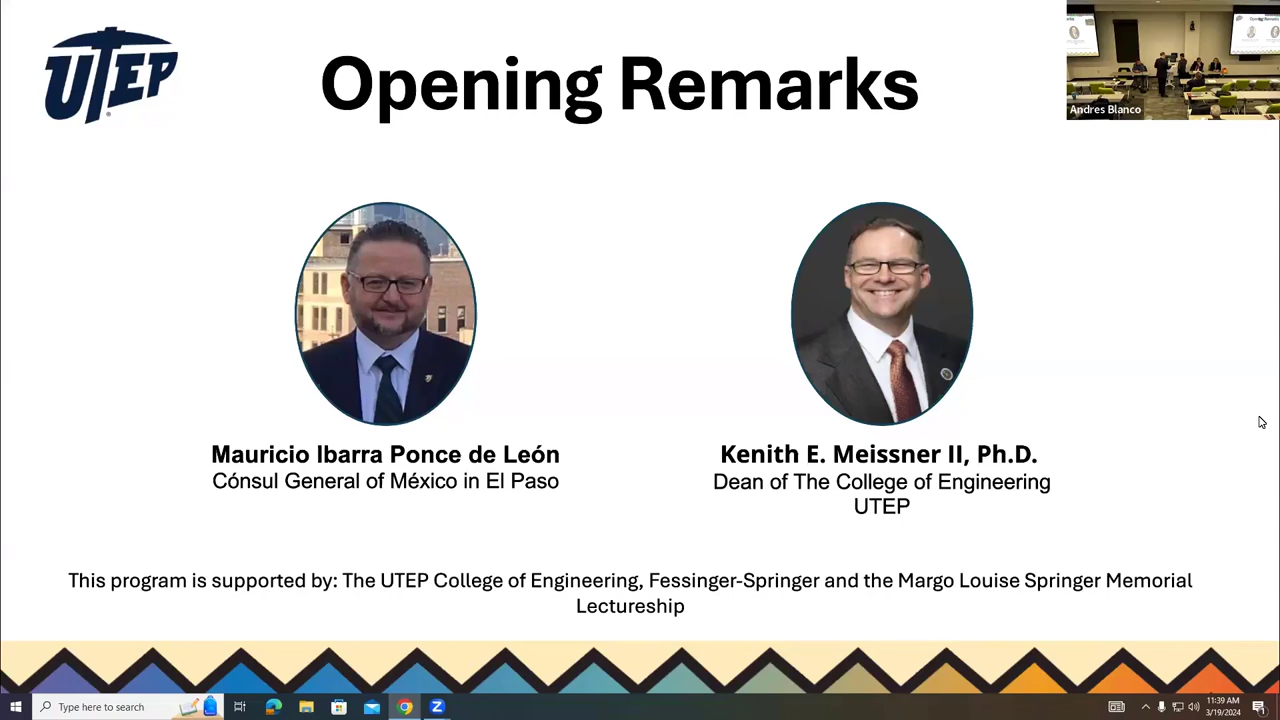 UTEP
Opening Remarks
Andres Blanco
Mauricio Ibarra Ponce de León
Cónsul General of México in El Paso
Kenith E. Meissner II, Ph.D.
Dean of The College of Engineering
UTEP
This program is supported by: The UTEP College of Engineering, Fessinger-Springer and the Margo Louise Springer Memorial
Lectureship
Type here to search
11:39 AM
3/19/2024